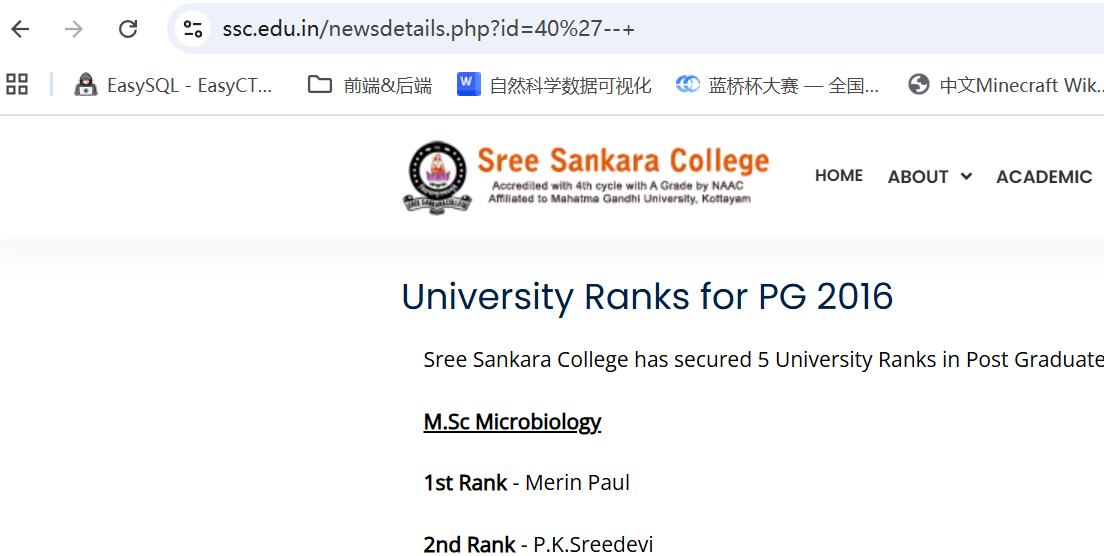 ssc.edu.in/newsdetails.php?id=40%27--+
EasySQL - EasyCT... 前端&后端 自然科学数据可视化 蓝桥杯大赛 — 全国... 中文Minecraft Wik...
Sree Sankara College
Accredited with 4th cycle with A Grade by NAAC
Affiliated to Mahatma Gandhi University, Kottayam
HOME ABOUT ACADEMIC
University Ranks for PG 2016
Sree Sankara College has secured 5 University Ranks in Post Graduate
M.Sc Microbiology
1st Rank - Merin Paul
2nd Rank - P.K.Sreedevi